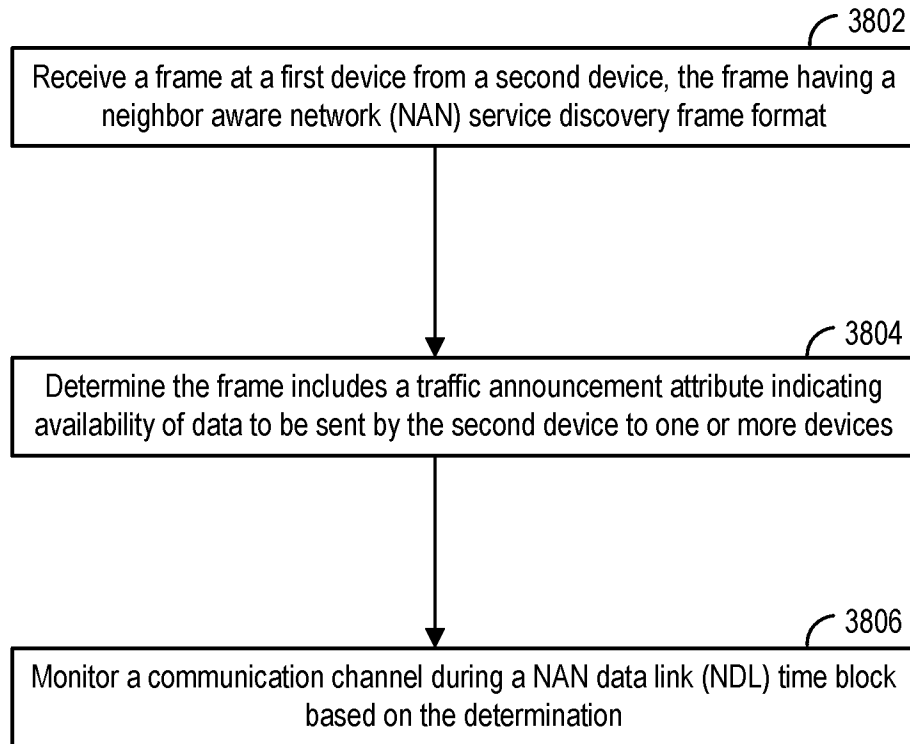 3802
Receive a frame at a first device from a second device, the frame having a
neighbor aware network (NAN) service discovery frame format
3804
Determine the frame includes a traffic announcement attribute indicating
availability of data to be sent by the second device to one or more devices
3806
Monitor a communication channel during a NAN data link (NDL) time block
based on the determination